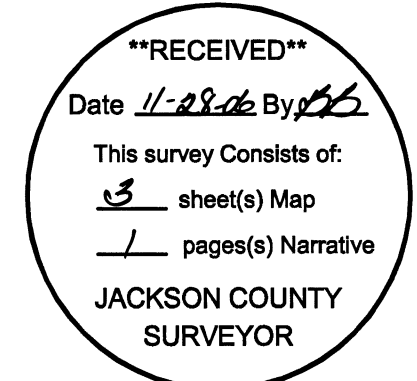 **RECEIVED**
Date 11-28-06 By BB
This survey Consists of:
3 sheet(s) Map
1 pages(s) Narrative
JACKSON COUNTY
SURVEYOR